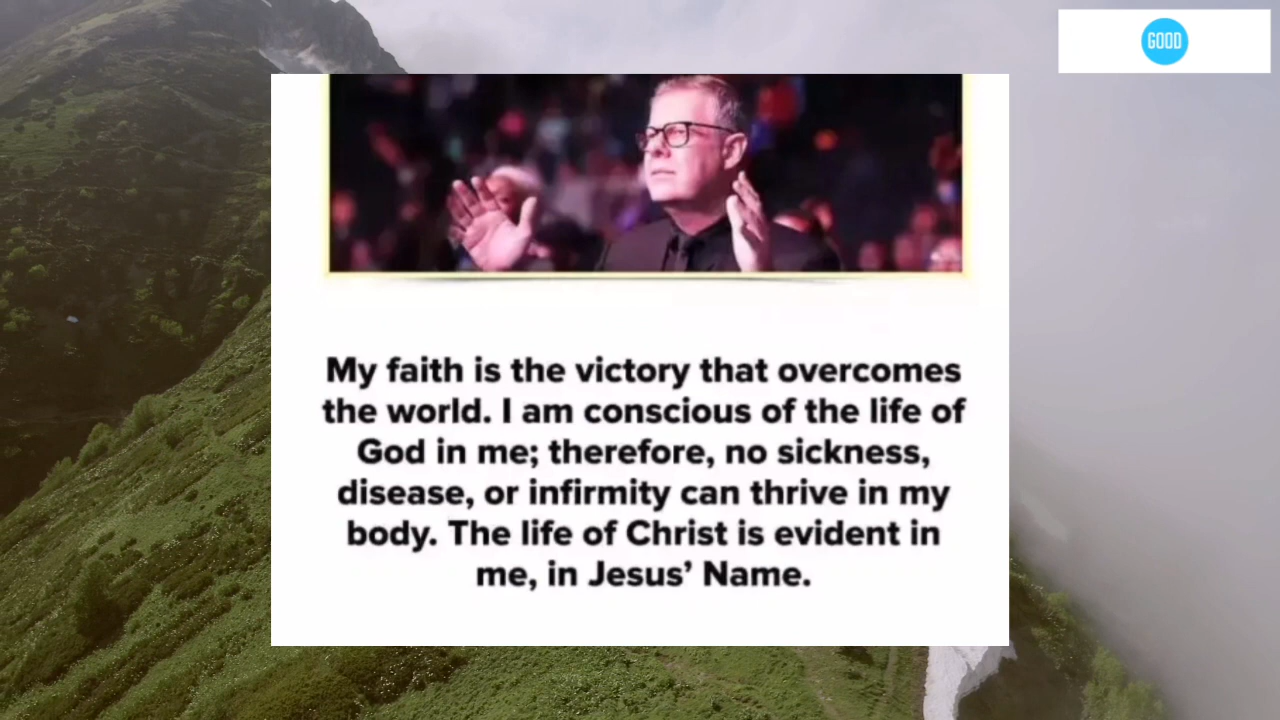 GOOD
My faith is the victory that overcomes
the world. I am conscious of the life of
God in me; therefore, no sickness,
disease, or infirmity can thrive in my
body. The life of Christ is evident in
me, in Jesus’ Name.